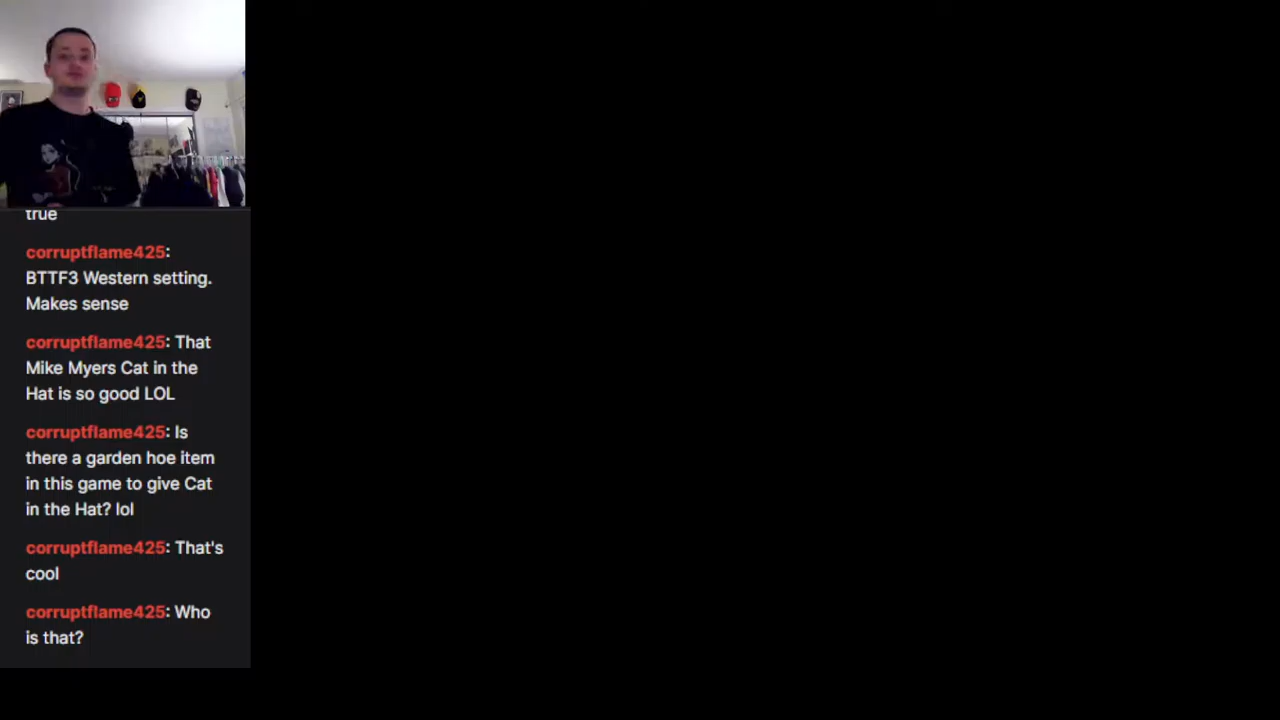 true
corruptflame425:
BTTF3 Western setting.
Makes sense
corruptflame425: That
Mike Myers Cat in the
Hat is so good LOL
corruptflame425: Is
there a garden hoe item
in this game to give Cat
in the Hat? lol
corruptflame425: That's
cool
corruptflame425: Who
is that?